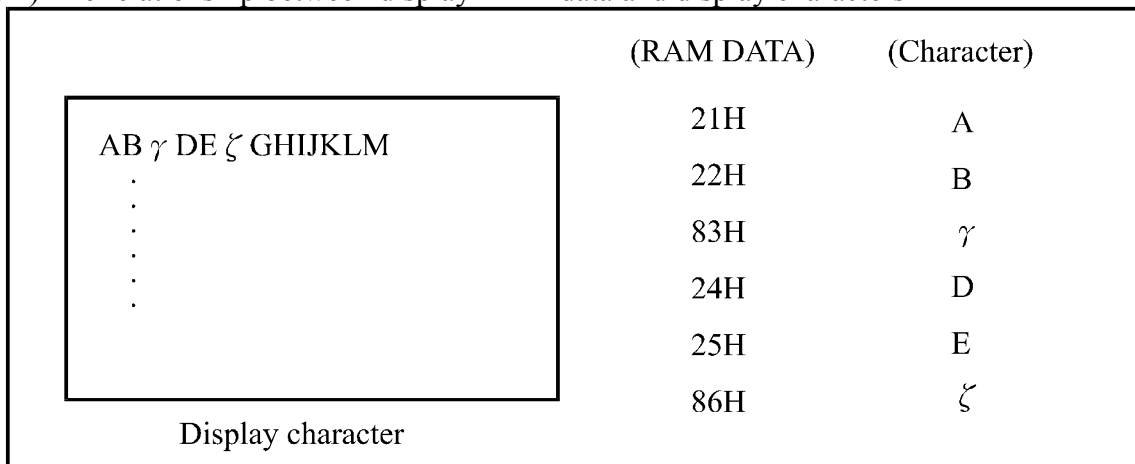 (RAM DATA) (Character)
AB γ DE ζ GHIJKLM
21H A
22H B
83H γ
24H D
25H E
86H ζ
Display character